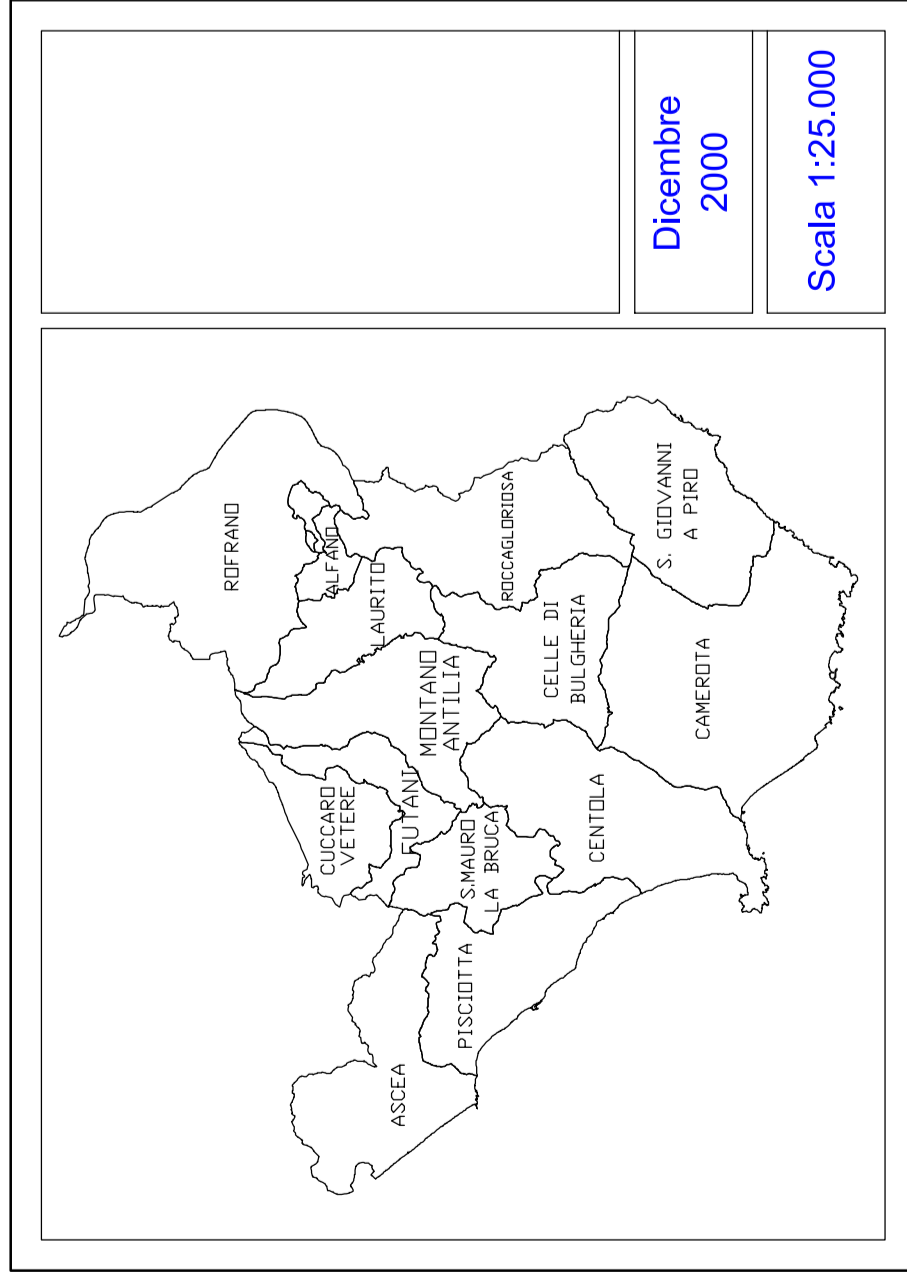 ROFRANO
ALFANO
LAURITO
ROCCAGLORIOSA
S. GIOVANNI
A PIRO
CELLE DI
BULGHERIA
CAMEROTA
MONTANO
ANTILIA
CUCCARO
VETERE
FUTANI
S.MAURO
LA BRUCA
CENTOLA
PISCIOTTA
ASCEA
Dicembre
2000
Scala 1:25.000